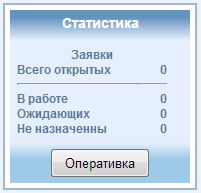 Статистика
Заявки
Всего открытых 0
В работе 0
Ожидающих 0
Не назначенны 0
Оперативка